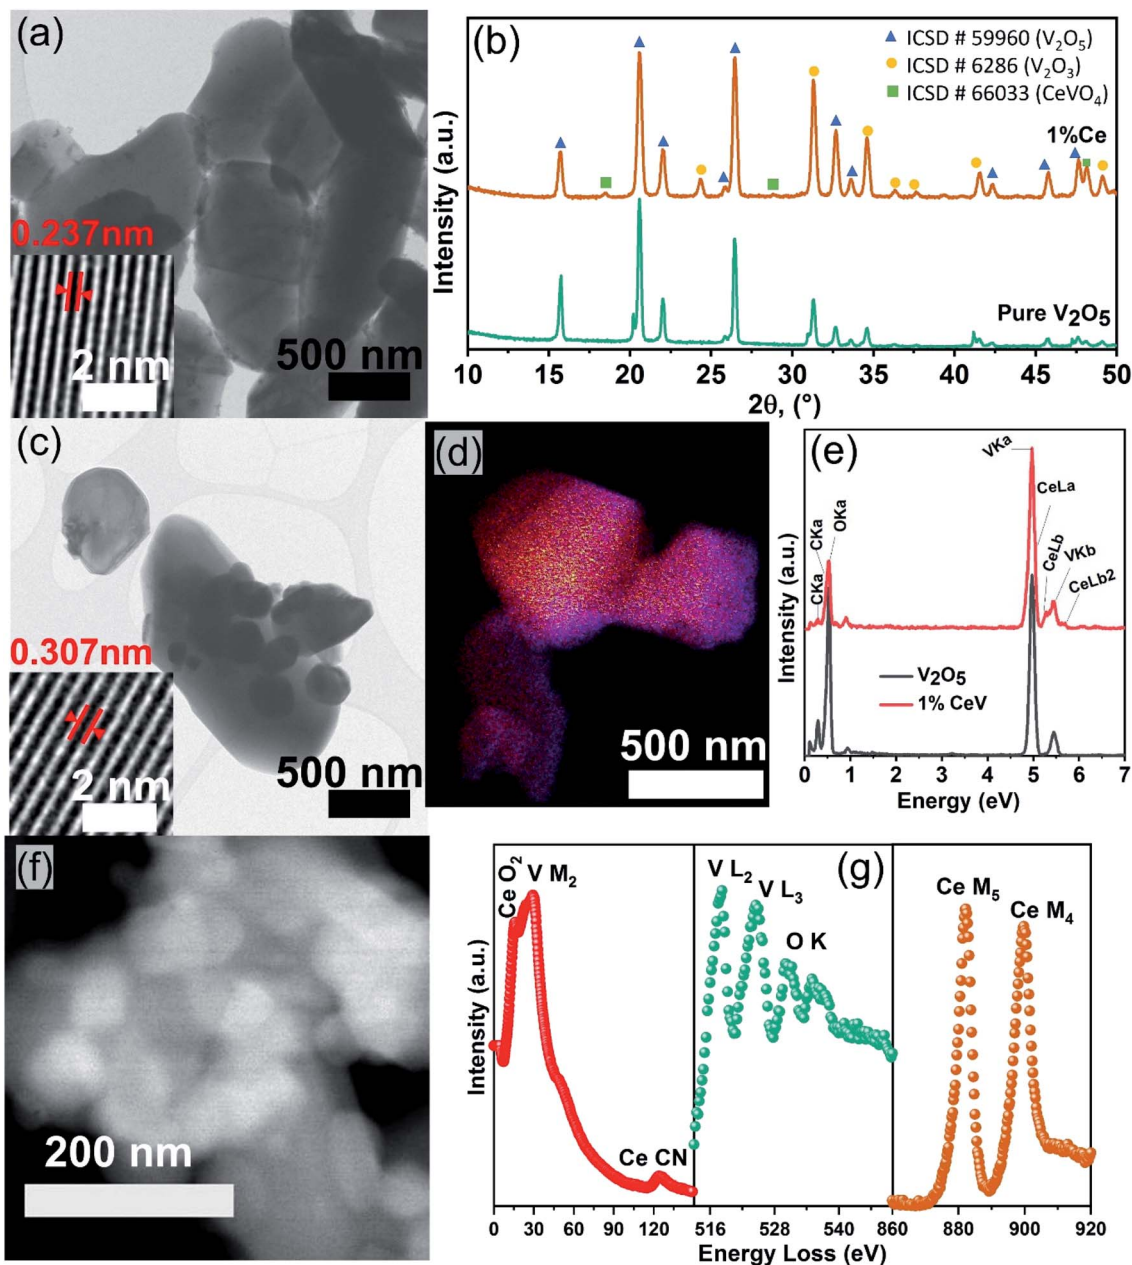 (a)
0.237nm
2 nm
500 nm
(b)
ICSD # 59960 (V₂O₅)
ICSD # 6286 (V₂O₃)
ICSD # 66033 (CeVO₄)
1%Ce
Pure V₂O₅
Intensity (a.u.)
10 15 20 25 30 35 40 45 50
2θ, (°)
(c)
0.307nm
2 nm
500 nm
(d)
500 nm
(e)
VKa
CeLa
OKa
CKa
CKa
CeLb
VKb
CeLb2
V₂O₅
1% CeV
Intensity (a.u.)
0 1 2 3 4 5 6 7
Energy (eV)
(f)
200 nm
(g)
Ce O₂
V M₂
Ce CN
V L₂
V L₃
O K
Ce M₅
Ce M₄
Intensity (a.u.)
0 30 60 90 120 516 528 540 860 880 900 920
Energy Loss (eV)